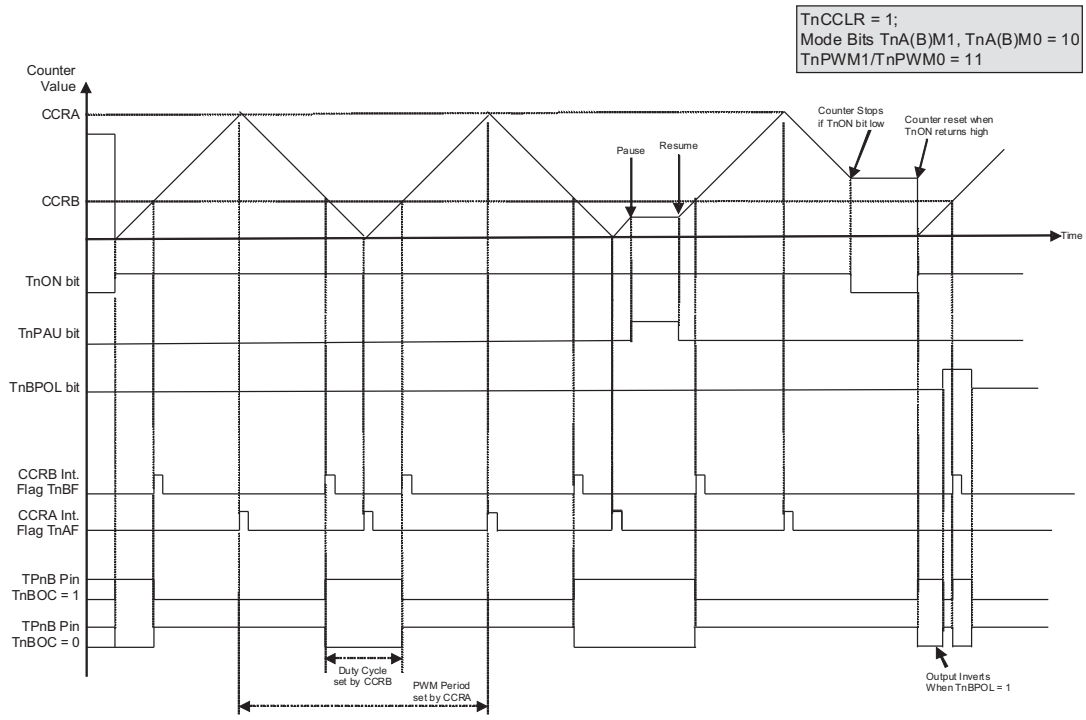 TnCCLR = 1;
Mode Bits TnA(B)M1, TnA(B)M0 = 10
TnPWM1/TnPWM0 = 11
Counter
Value
CCRA
Counter Stops
if TnON bit low
Counter reset when
TnON returns high
Pause
Resume
CCRB
Time
TnON bit
TnPAU bit
TnBPOL bit
CCRB Int.
Flag TnBF
CCRA Int.
Flag TnAF
TPnB Pin
TnBOC = 1
TPnB Pin
TnBOC = 0
Duty Cycle
set by CCRB
PWM Period
set by CCRA
Output Inverts
When TnBPOL = 1